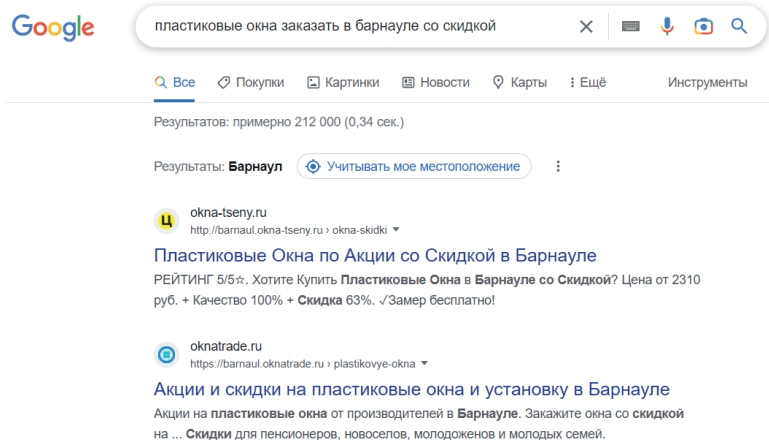 Google
пластиковые окна заказать в барнауле со скидкой
Все Покупки Картинки Новости Карты Ещё Инструменты
Результатов: примерно 212 000 (0,34 сек.)
Результаты: Барнаул Учитывать мое местоположение
Ц
okna-tseny.ru
http://barnaul.okna-tseny.ru › okna-skidki
Пластиковые Окна по Акции со Скидкой в Барнауле
РЕЙТИНГ 5/5☆. Хотите Купить Пластиковые Окна в Барнауле со Скидкой? Цена от 2310
руб. + Качество 100% + Скидка 63%. ✓Замер бесплатно!
oknatrade.ru
https://barnaul.oknatrade.ru › plastikovye-okna
Акции и скидки на пластиковые окна и установку в Барнауле
Акции на пластиковые окна от производителей в Барнауле. Закажите окна со скидкой
на ... Скидки для пенсионеров, новоселов, молодоженов и молодых семей.